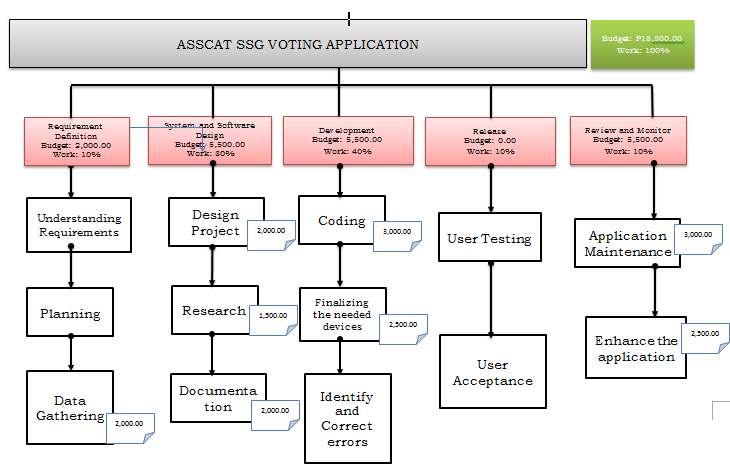 ASSCAT SSG VOTING APPLICATION
Budget: P18,500.00
Work: 100%
Requirement
Definition
Budget: 2,000.00
Work: 10%
System and Software
Design
Budget: 5,500.00
Work: 30%
Development
Budget: 5,500.00
Work: 40%
Release
Budget: 0.00
Work: 10%
Review and Monitor
Budget: 5,500.00
Work: 10%
Understanding
Requirements
Design
Project
2,000.00
Coding
3,000.00
User Testing
Application
Maintenance
3,000.00
Planning
Research
1,500.00
Finalizing
the needed
devices
2,500.00
User
Acceptance
Enhance the
application
2,500.00
Data
Gathering
2,000.00
Documenta
tion
2,000.00
Identify
and
Correct
errors